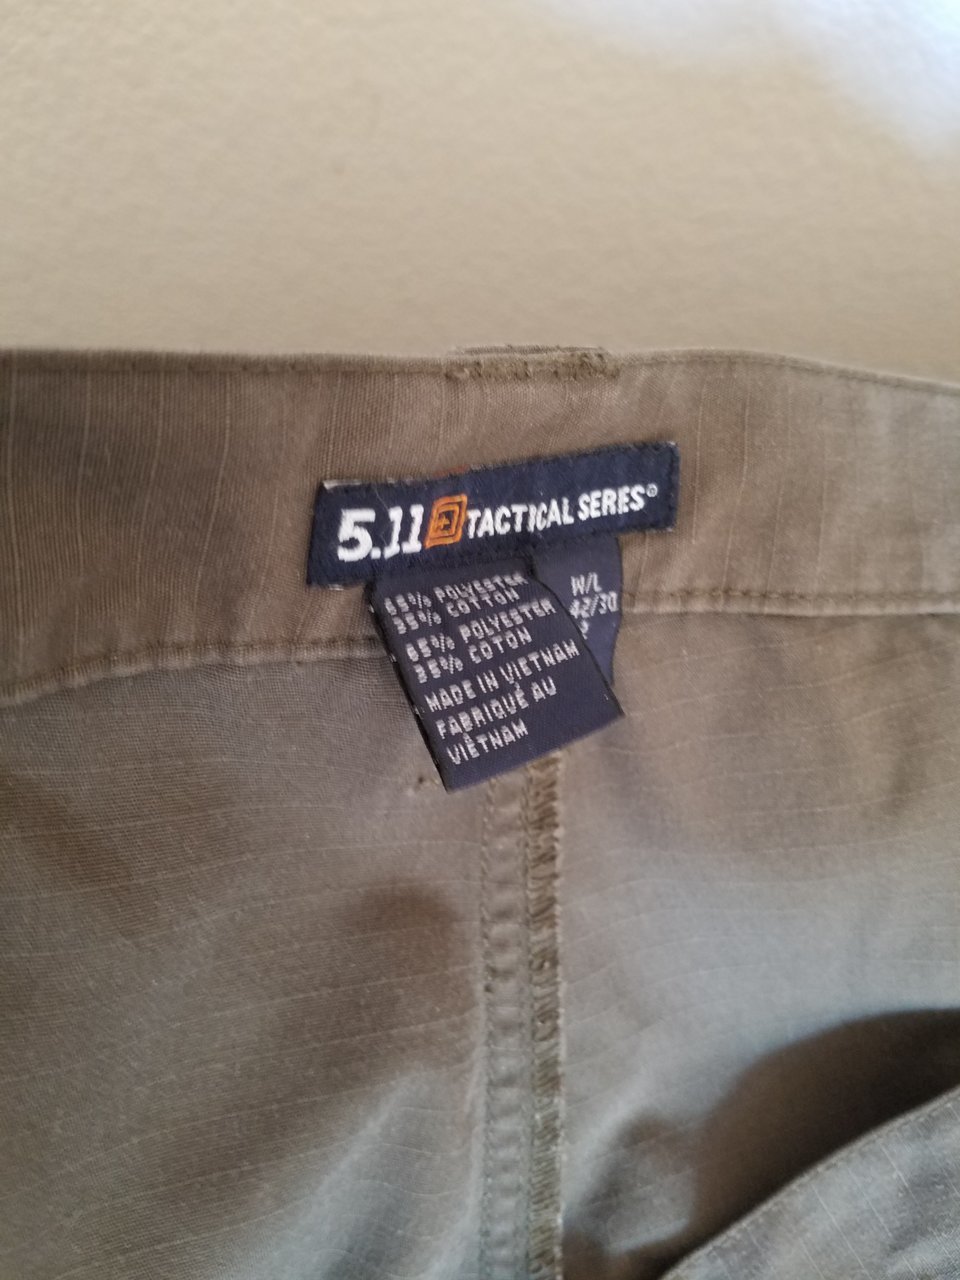 5.11 TACTICAL SERIES®
65% POLYESTER
35% COTTON
65% POLYESTER
35% COTON
MADE IN VIETNAM
FABRIQUÉ AU
VIÊTNAM
W/L
42/30